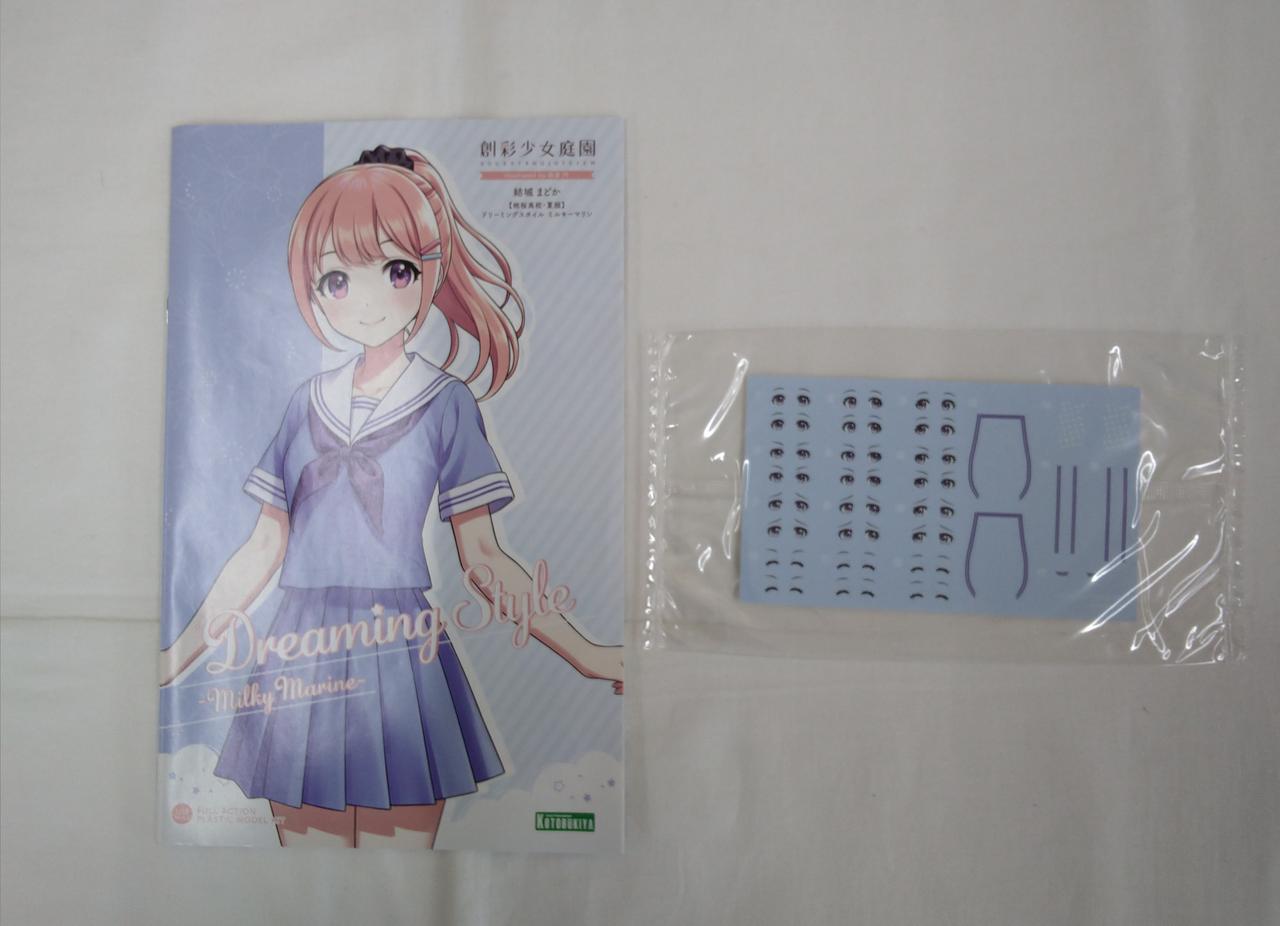 創彩少女庭園
SOUSAISHOJOTEIEN
結城 まどか
【桃桜高校・夏服】
ドリーミングスタイル ミルキーマリン
Dreaming Style
-Milky Marine-
FULL ACTION
PLASTIC MODEL KIT
KOTOBUKIYA